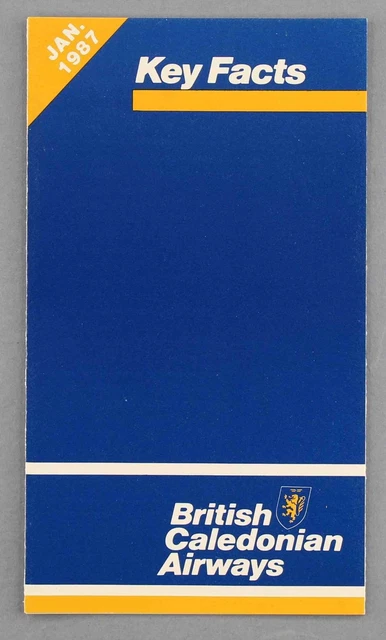 JAN.
1987
Key Facts
British
Caledonian
Airways